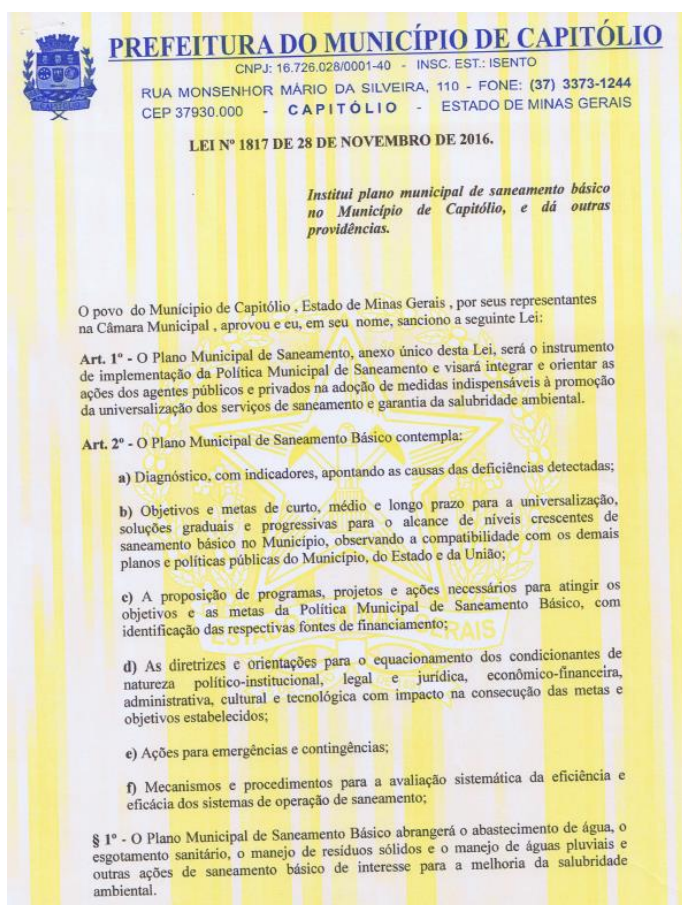 PREFEITURA DO MUNICÍPIO DE CAPITÓLIO
CNPJ: 16.726.028/0001-40 - INSC. EST.: ISENTO
RUA MONSENHOR MÁRIO DA SILVEIRA, 110 - FONE: (37) 3373-1244
CEP 37930.000 - CAPITÓLIO - ESTADO DE MINAS GERAIS
LEI Nº 1817 DE 28 DE NOVEMBRO DE 2016.
Institui plano municipal de saneamento básico
no Município de Capitólio, e dá outras
providências.
O povo do Munícipio de Capitólio , Estado de Minas Gerais , por seus representantes
na Câmara Municipal , aprovou e eu, em seu nome, sanciono a seguinte Lei:
Art. 1º - O Plano Municipal de Saneamento, anexo único desta Lei, será o instrumento
de implementação da Política Municipal de Saneamento e visará integrar e orientar as
ações dos agentes públicos e privados na adoção de medidas indispensáveis à promoção
da universalização dos serviços de saneamento e garantia da salubridade ambiental.
Art. 2º - O Plano Municipal de Saneamento Básico contempla:
a) Diagnóstico, com indicadores, apontando as causas das deficiências detectadas;
b) Objetivos e metas de curto, médio e longo prazo para a universalização,
soluções graduais e progressivas para o alcance de níveis crescentes de
saneamento básico no Município, observando a compatibilidade com os demais
planos e políticas públicas do Município, do Estado e da União;
c) A proposição de programas, projetos e ações necessários para atingir os
objetivos e as metas da Política Municipal de Saneamento Básico, com
identificação das respectivas fontes de financiamento;
d) As diretrizes e orientações para o equacionamento dos condicionantes de
natureza político-institucional, legal e jurídica, econômico-financeira,
administrativa, cultural e tecnológica com impacto na consecução das metas e
objetivos estabelecidos;
e) Ações para emergências e contingências;
f) Mecanismos e procedimentos para a avaliação sistemática da eficiência e
eficácia dos sistemas de operação de saneamento;
§ 1º - O Plano Municipal de Saneamento Básico abrangerá o abastecimento de água, o
esgotamento sanitário, o manejo de resíduos sólidos e o manejo de águas pluviais e
outras ações de saneamento básico de interesse para a melhoria da salubridade
ambiental.